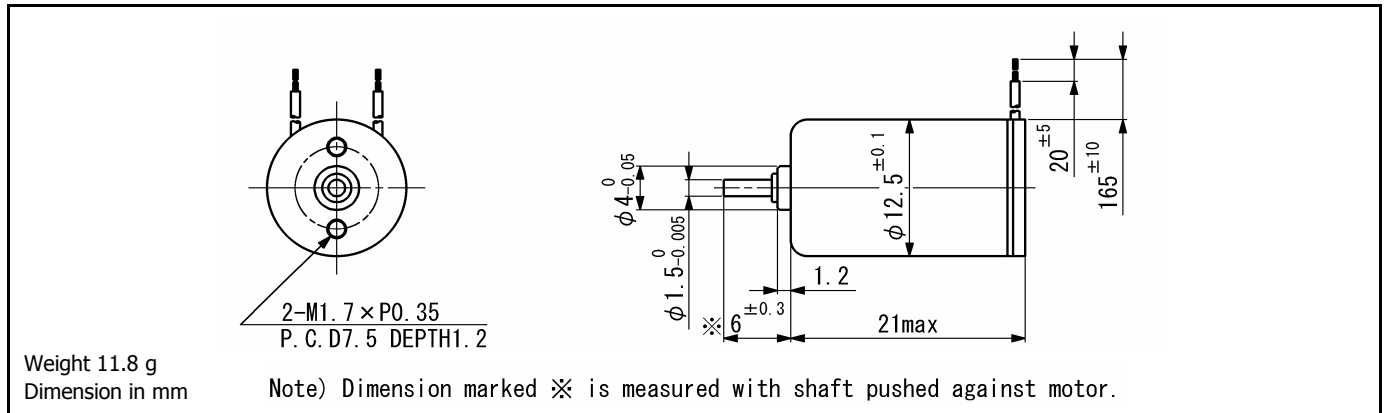 2-M1.7×P0.35
P.C.D7.5 DEPTH1.2
φ4 0 -0.05
φ1.5 0 -0.005
※6 ±0.3
1.2
21max
φ12.5 ±0.1
20 ±5
165 ±10
Weight 11.8 g
Dimension in mm
Note) Dimension marked ※ is measured with shaft pushed against motor.